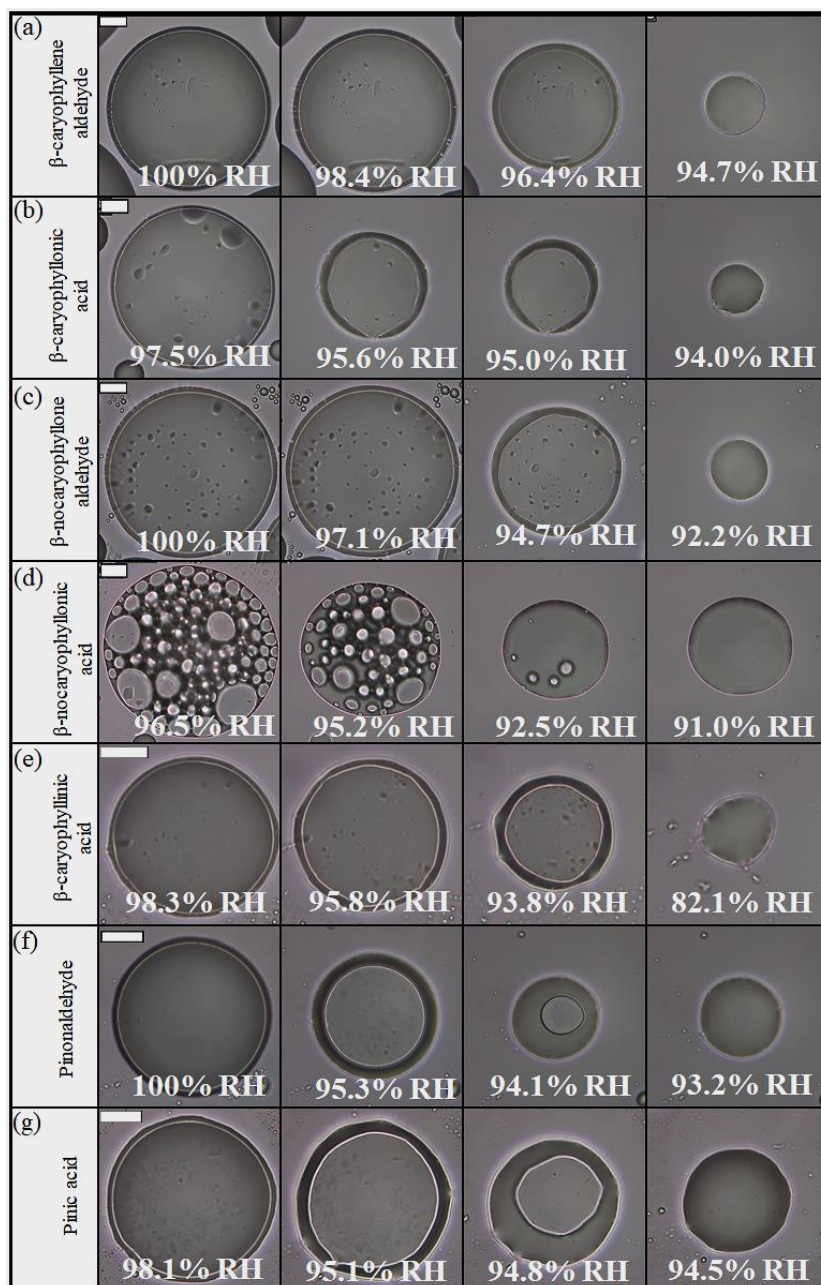 (a)
β-caryophyllene
aldehyde
100% RH
98.4% RH
96.4% RH
94.7% RH
(b)
β-caryophyllonic
acid
97.5% RH
95.6% RH
95.0% RH
94.0% RH
(c)
β-nocaryophyllone
aldehyde
100% RH
97.1% RH
94.7% RH
92.2% RH
(d)
β-nocaryophyllonic
acid
96.5% RH
95.2% RH
92.5% RH
91.0% RH
(e)
β-caryophyllinic
acid
98.3% RH
95.8% RH
93.8% RH
82.1% RH
(f)
Pinonaldehyde
100% RH
95.3% RH
94.1% RH
93.2% RH
(g)
Pinic acid
98.1% RH
95.1% RH
94.8% RH
94.5% RH